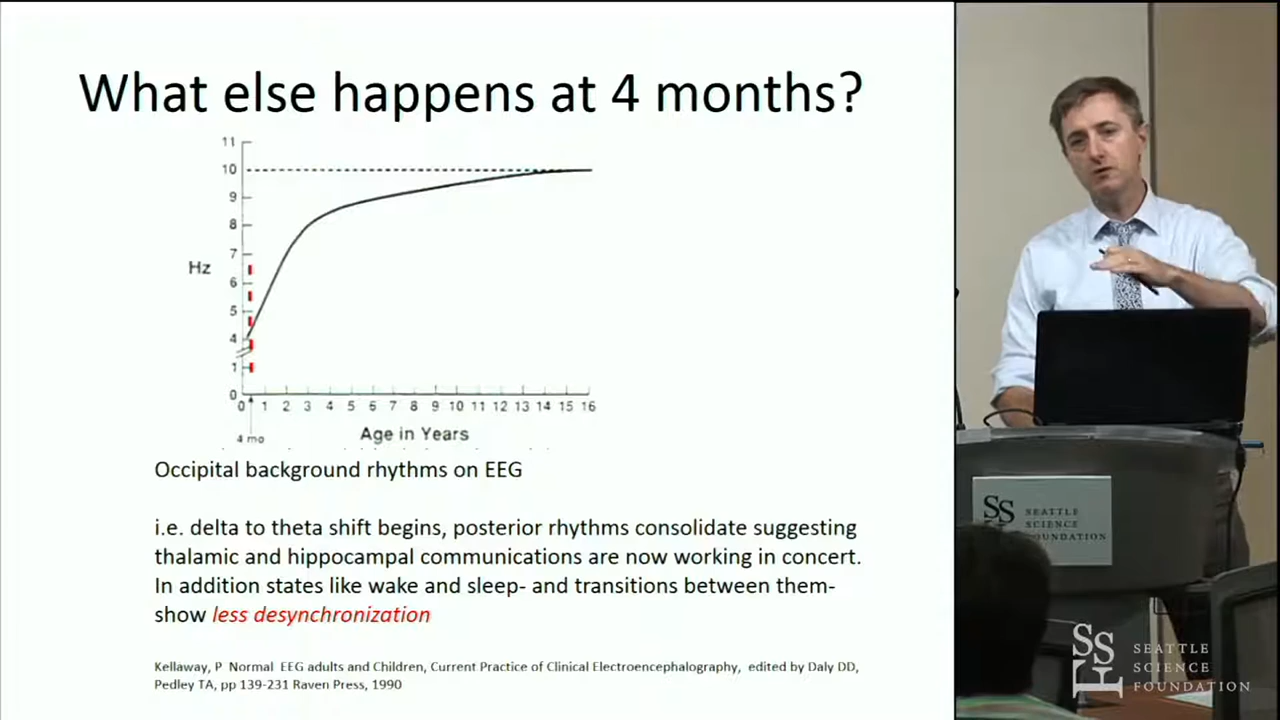 What else happens at 4 months?
11
10
9
8
7
Hz
6
5
4
1
0
0 1 2 3 4 5 6 7 8 9 10 11 12 13 14 15 16
4 mo
Age in Years
Occipital background rhythms on EEG
i.e. delta to theta shift begins, posterior rhythms consolidate suggesting
thalamic and hippocampal communications are now working in concert.
In addition states like wake and sleep- and transitions between them-
show less desynchronization
Kellaway, P Normal EEG adults and Children, Current Practice of Clinical Electroencephalography, edited by Daly DD,
Pedley TA, pp 139-231 Raven Press, 1990
SS
SEATTLE
SCIENCE
FOUNDATION
SSF
SEATTLE
SCIENCE
FOUNDATION